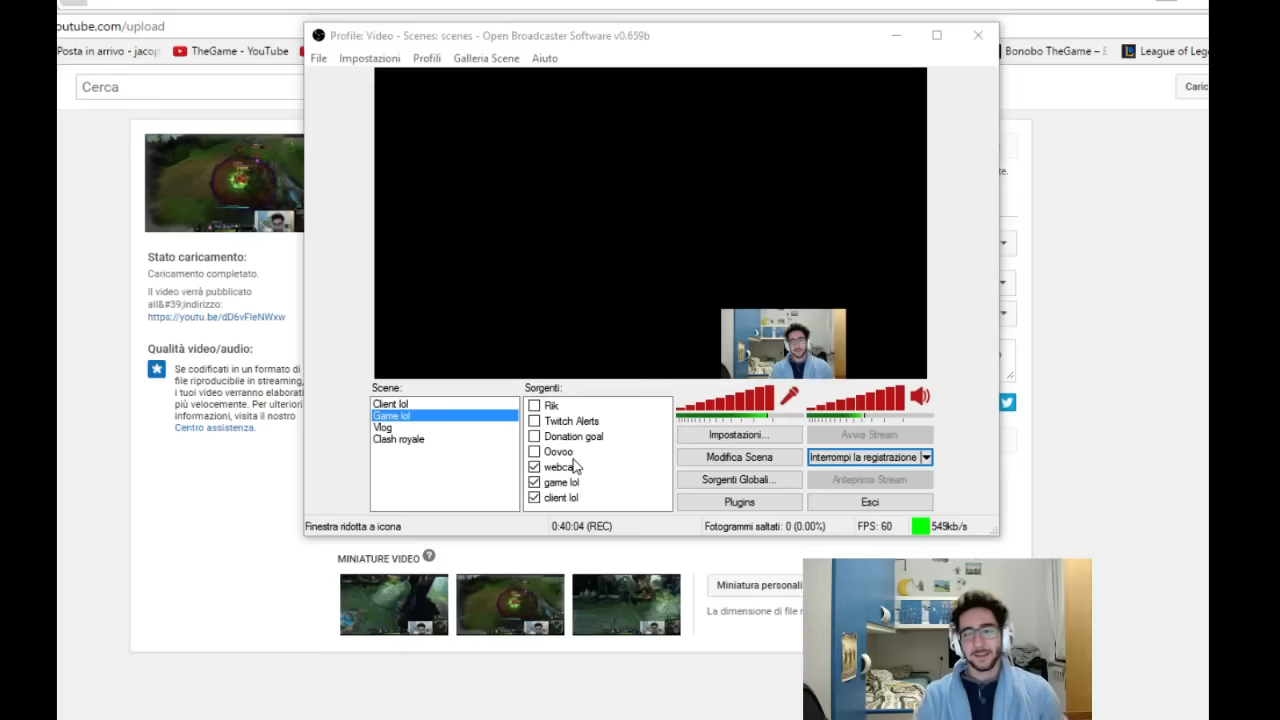 outube.com/upload
Profile: Video - Scenes: scenes - Open Broadcaster Software v0.659b
Posta in arrivo - jacop
TheGame - YouTube
Bonobo TheGame – E
League of Leg
File
Impostazioni
Profili
Galleria Scene
Aiuto
Cerca
Caric
Stato caricamento:
Caricamento completato.
Il video verrà pubblicato
all&#39;indirizzo:
https://youtu.be/dD6vFIeNWxw
Qualità video/audio:
Se codificati in un formato di
file riproducibile in streaming,
i tuoi video verranno elaborati
più velocemente. Per ulteriori
informazioni, visita il nostro
Centro assistenza.
Scene:
Client lol
Game lol
Vlog
Clash royale
Sorgenti:
Rik
Twitch Alerts
Donation goal
Oovoo
webca
game lol
client lol
Impostazioni...
Avvia Stream
Modifica Scena
Interrompi la registrazione
Sorgenti Globali...
Anteprima Stream
Plugins
Esci
Finestra ridotta a icona
0:40:04 (REC)
Fotogrammi saltati: 0 (0.00%)
FPS: 60
549kb/s
MINIATURE VIDEO
?
Miniatura personali
La dimensione di file